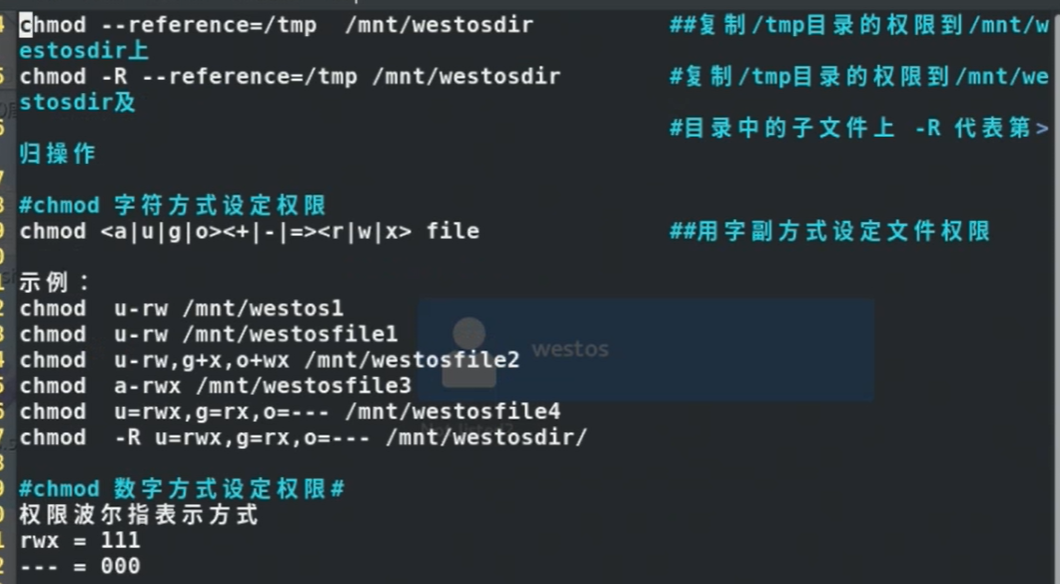 chmod --reference=/tmp  /mnt/westosdir          ##复制/tmp目录的权限到/mnt/w
estosdir上
chmod -R --reference=/tmp /mnt/westosdir        #复制/tmp目录的权限到/mnt/we
stosdir及
#目录中的子文件上 -R 代表第>
归操作
#chmod 字符方式设定权限
chmod <a|u|g|o><+|-|=><r|w|x> file              ##用字副方式设定文件权限
示例：
chmod  u-rw /mnt/westos1
chmod  u-rw /mnt/westosfile1
westos
chmod  u-rw,g+x,o+wx /mnt/westosfile2
chmod  a-rwx /mnt/westosfile3
chmod  u=rwx,g=rx,o=--- /mnt/westosfile4
chmod  -R u=rwx,g=rx,o=--- /mnt/westosdir/
#chmod 数字方式设定权限#
权限波尔指表示方式
rwx = 111
--- = 000